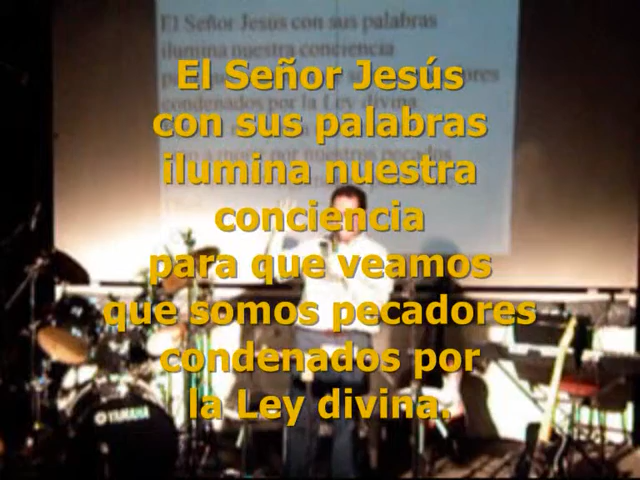 El Señor Jesús con sus palabras
ilumina nuestra conciencia
condenados por la Ley divina.
El Señor Jesús
con sus palabras
ilumina nuestra
conciencia
para que veamos
que somos pecadores
condenados por
la Ley divina.
YAMAHA